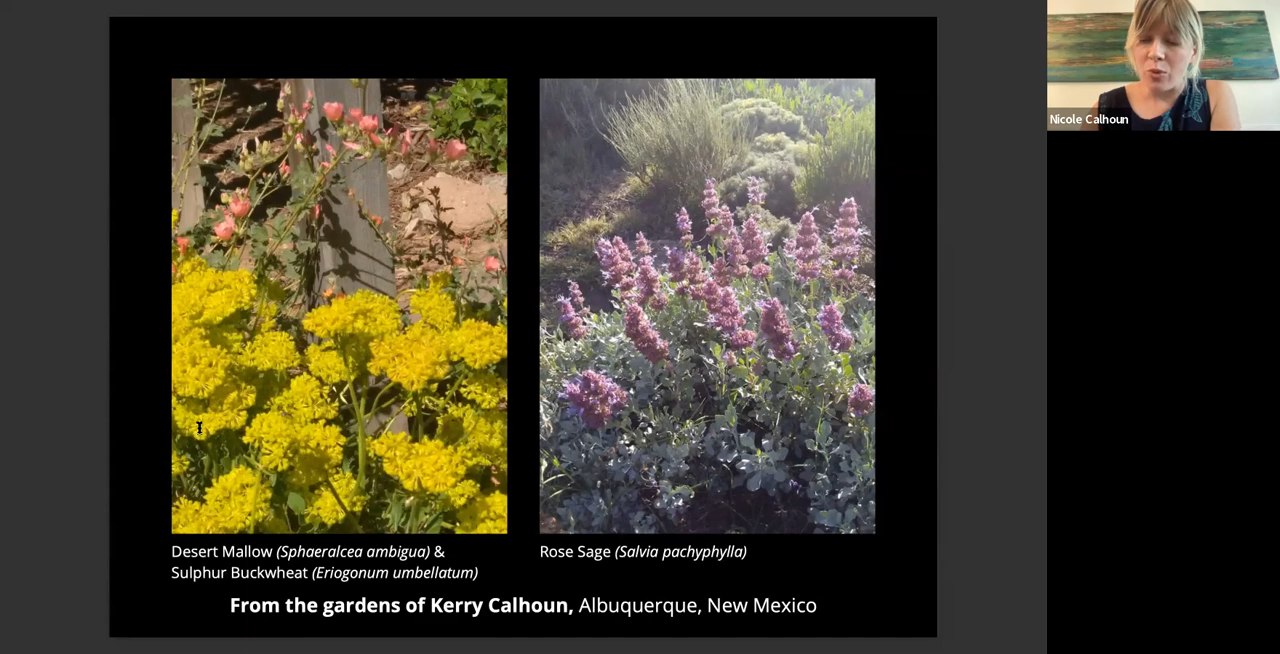 Nicole Calhoun
Desert Mallow (Sphaeralcea ambigua) &
Sulphur Buckwheat (Eriogonum umbellatum)
Rose Sage (Salvia pachyphylla)
From the gardens of Kerry Calhoun, Albuquerque, New Mexico